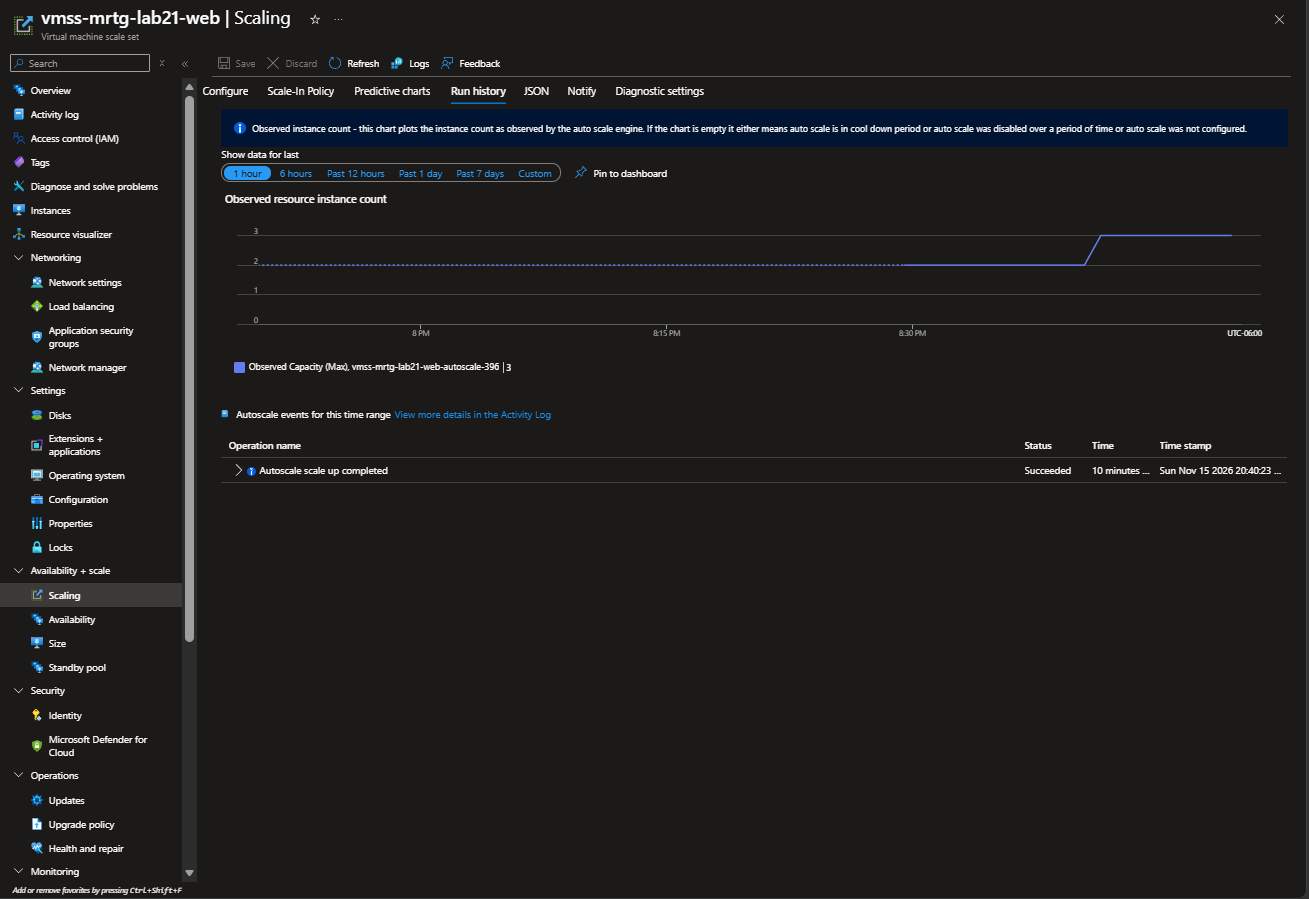 vmss-mrtg-lab21-web | Scaling
Virtual machine scale set
Search
Save
Discard
Refresh
Logs
Feedback
Overview
Activity log
Access control (IAM)
Tags
Diagnose and solve problems
Instances
Resource visualizer
Networking
Network settings
Load balancing
Application security
groups
Network manager
Settings
Disks
Extensions +
applications
Operating system
Configuration
Properties
Locks
Availability + scale
Scaling
Availability
Size
Standby pool
Security
Identity
Microsoft Defender for
Cloud
Operations
Updates
Upgrade policy
Health and repair
Monitoring
Add or remove favorites by pressing Ctrl+Shift+F
Configure
Scale-In Policy
Predictive charts
Run history
JSON
Notify
Diagnostic settings
Observed instance count - this chart plots the instance count as observed by the auto scale engine. If the chart is empty it either means auto scale is in cool down period or auto scale was disabled over a period of time or auto scale was not configured.
Show data for last
1 hour
6 hours
Past 12 hours
Past 1 day
Past 7 days
Custom
Pin to dashboard
Observed resource instance count
3
2
1
0
8 PM
8:15 PM
8:30 PM
UTC-06:00
Observed Capacity (Max), vmss-mrtg-lab21-web-autoscale-396 | 3
Autoscale events for this time range View more details in the Activity Log
Operation name
Status
Time
Time stamp
Autoscale scale up completed
Succeeded
10 minutes ...
Sun Nov 15 2026 20:40:23 ...